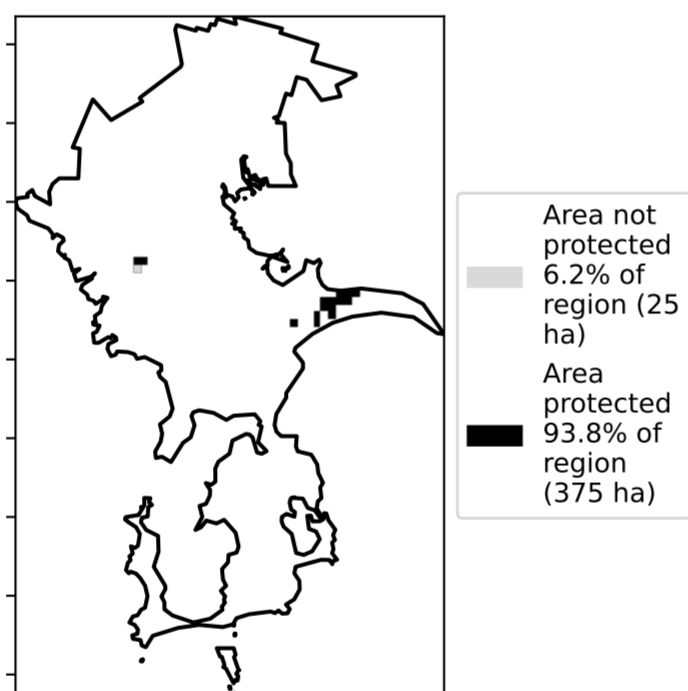 Area not
protected
6.2% of
region (25
ha)
Area
protected
93.8% of
region
(375 ha)